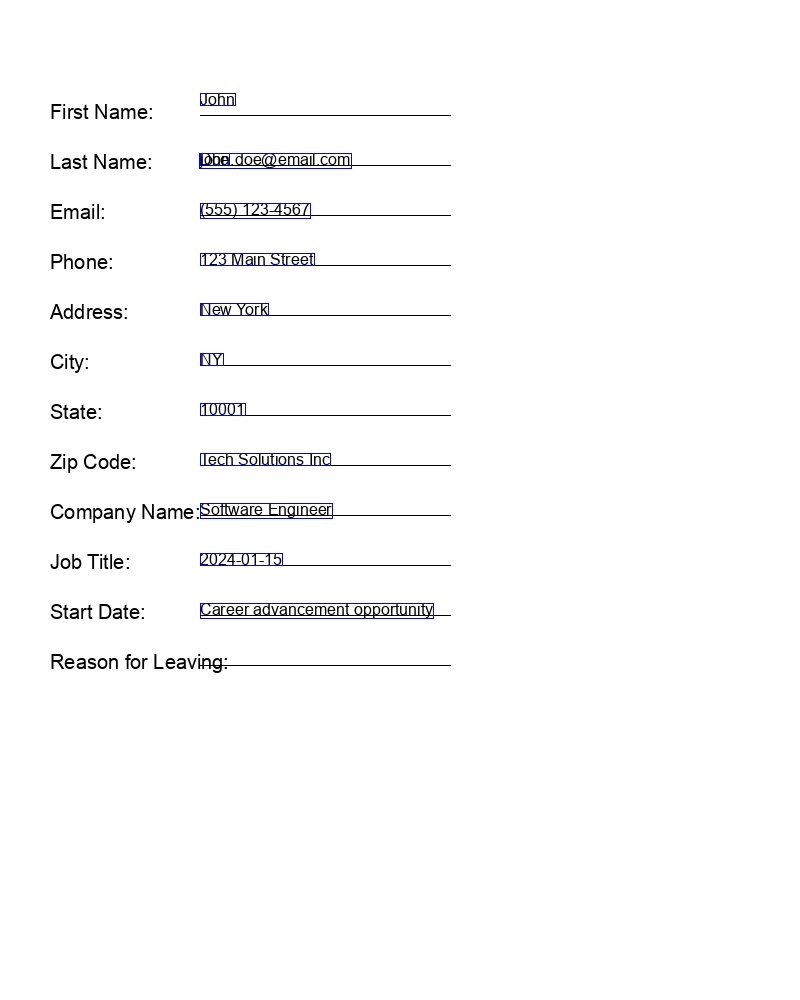 First Name: John
Last Name: john.doe@email.com
Email: (555) 123-4567
Phone: 123 Main Street
Address: New York
City: NY
State: 10001
Zip Code: Tech Solutions Inc
Company Name: Software Engineer
Job Title: 2024-01-15
Start Date: Career advancement opportunity
Reason for Leaving: